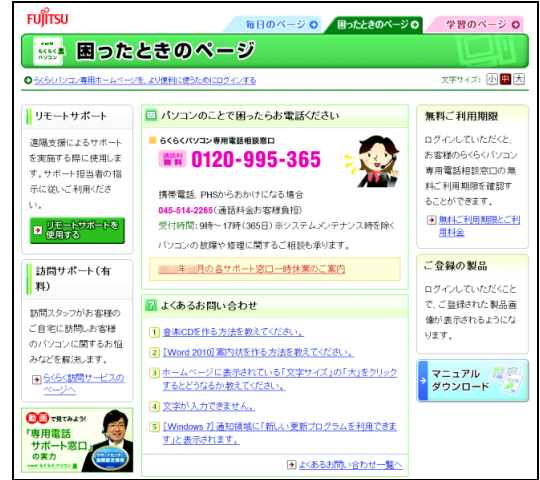 FUJITSU
毎日のページ
困ったときのページ
学習のページ
FMV
らくらく
パソコン
困ったときのページ
らくらくパソコン専用ホームページを、より便利に使うためにログインする
文字サイズ: 小 中 大
リモートサポート
遠隔支援によるサポート
を実施する際に使用しま
す。サポート担当者の指
示に従いご利用くださ
い。
リモートサポートを
使用する
訪問サポート(有
料)
訪問スタッフがお客様の
ご自宅に訪問しお客様
のパソコンに関するお悩
みなどを解決します。
らくらく訪問サービスの
ページへ
動画で見てみよう!
「専用電話
サポート窓口」
の実力
FMV らくらくパソコン
パソコンのことで困ったらお電話ください
らくらくパソコン専用電話相談窓口
通話料
無料 0120-995-365
携帯電話、PHSからおかけになる場合
045-514-2265(通話料金お客様負担)
受付時間:9時~17時(365日)※システムメンテナンス時を除く
パソコンの故障や修理に関するご相談も承ります。
年 月の各サポート窓口一時休業のご案内
よくあるお問い合わせ
1 音楽CDを作る方法を教えてください。
2 [Word 2010] 案内状を作る方法を教えてください。
3 ホームページに表示されている「文字サイズ」の「大」をクリック
するとどうなるか教えてください。
4 文字が入力できません。
5 [Windows 7] 通知領域に「新しい更新プログラムを利用できま
す」と表示されます。
よくあるお問い合わせ一覧へ
無料ご利用期限
ログインしていただくと、
お客様のらくらくパソコン
専用電話相談窓口の無
料ご利用期限を確認す
ることができます。
無料ご利用期限とご利
用料金
ご登録の製品
ログインしていただくこと
で、ご登録された製品画
像が表示されるようにな
ります。
マニュアル
ダウンロード